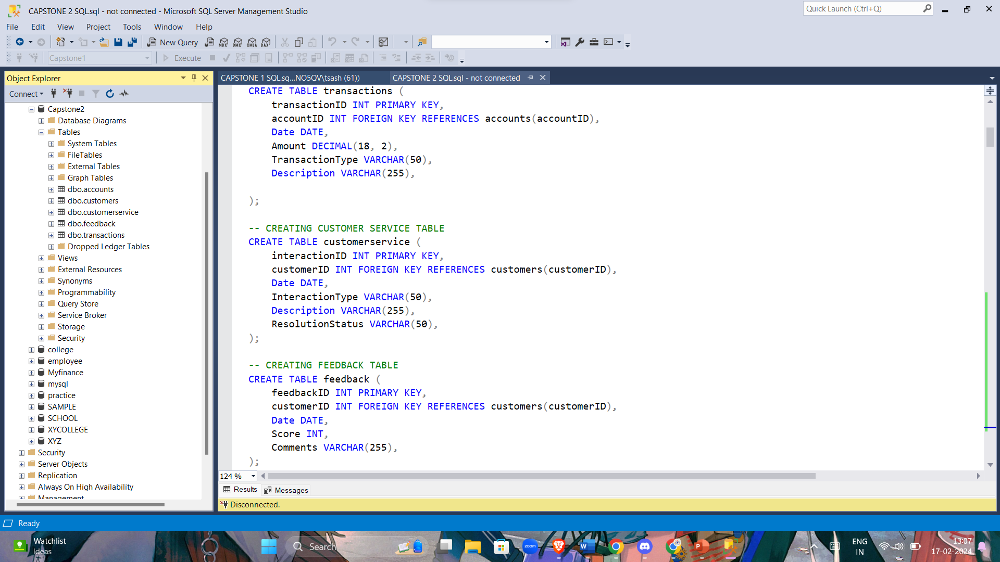 CAPSTONE 2 SQL.sql - not connected - Microsoft SQL Server Management Studio
Quick Launch (Ctrl+Q)
File Edit View Project Tools Window Help
New Query MDX DMX XMLA DAX
Capstone1 Execute
Object Explorer
Connect
Capstone2
Database Diagrams
Tables
System Tables
FileTables
External Tables
Graph Tables
dbo.accounts
dbo.customers
dbo.customerservice
dbo.feedback
dbo.transactions
Dropped Ledger Tables
Views
External Resources
Synonyms
Programmability
Query Store
Service Broker
Storage
Security
college
employee
Myfinance
mysql
practice
SAMPLE
SCHOOL
XYCOLLEGE
XYZ
Security
Server Objects
Replication
Always On High Availability
Management
CAPSTONE 1 SQL.sq...NO5QV\tsash (61))
CAPSTONE 2 SQL.sql - not connected
CREATE TABLE transactions (
transactionID INT PRIMARY KEY,
accountID INT FOREIGN KEY REFERENCES accounts(accountID),
Date DATE,
Amount DECIMAL(18, 2),
TransactionType VARCHAR(50),
Description VARCHAR(255),
);
-- CREATING CUSTOMER SERVICE TABLE
CREATE TABLE customerservice (
interactionID INT PRIMARY KEY,
customerID INT FOREIGN KEY REFERENCES customers(customerID),
Date DATE,
InteractionType VARCHAR(50),
Description VARCHAR(255),
ResolutionStatus VARCHAR(50),
);
-- CREATING FEEDBACK TABLE
CREATE TABLE feedback (
feedbackID INT PRIMARY KEY,
customerID INT FOREIGN KEY REFERENCES customers(customerID),
Date DATE,
Score INT,
Comments VARCHAR(255),
);
124 %
Results Messages
Disconnected.
Ready
Watchlist
Ideas
Search
zoom
W
P
ENG
IN
13:07
17-02-2024